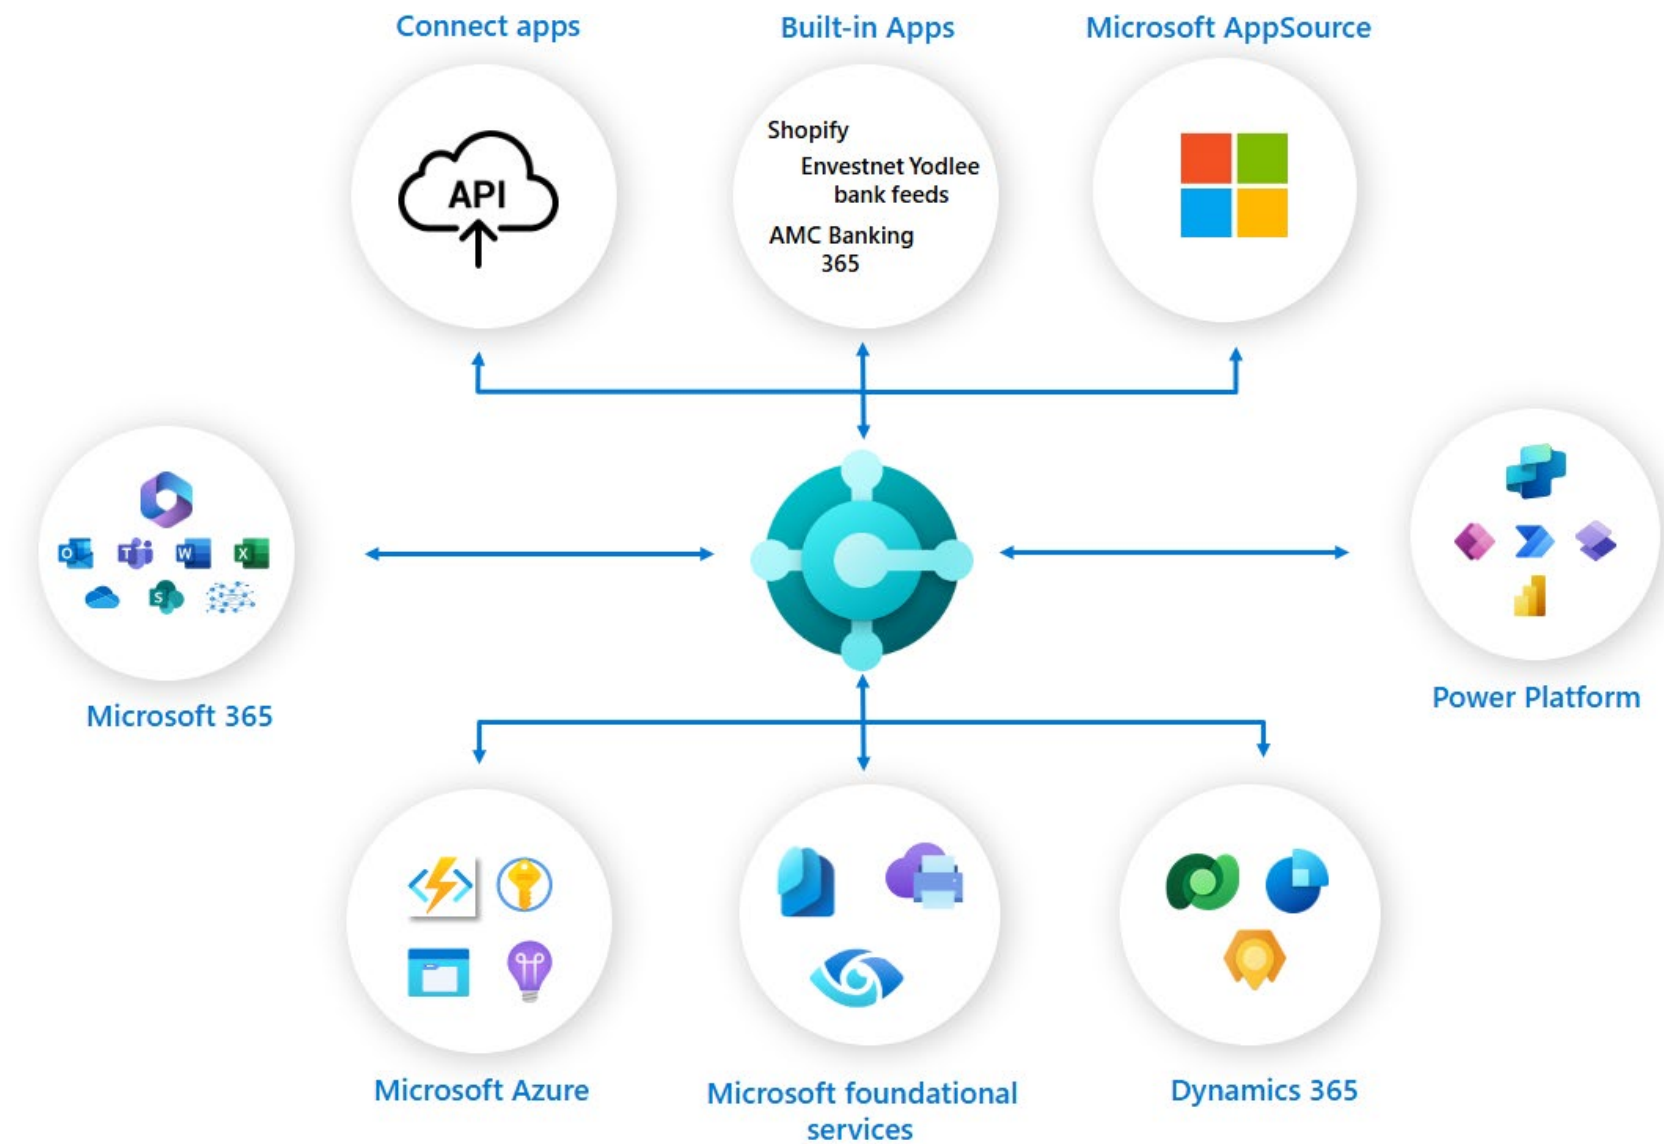 Connect apps
Built-in Apps
Microsoft AppSource
API
Shopify
Envestnet Yodlee
bank feeds
AMC Banking
365
O
T
W
X
S
Microsoft 365
Power Platform
Microsoft Azure
Microsoft foundational
services
Dynamics 365